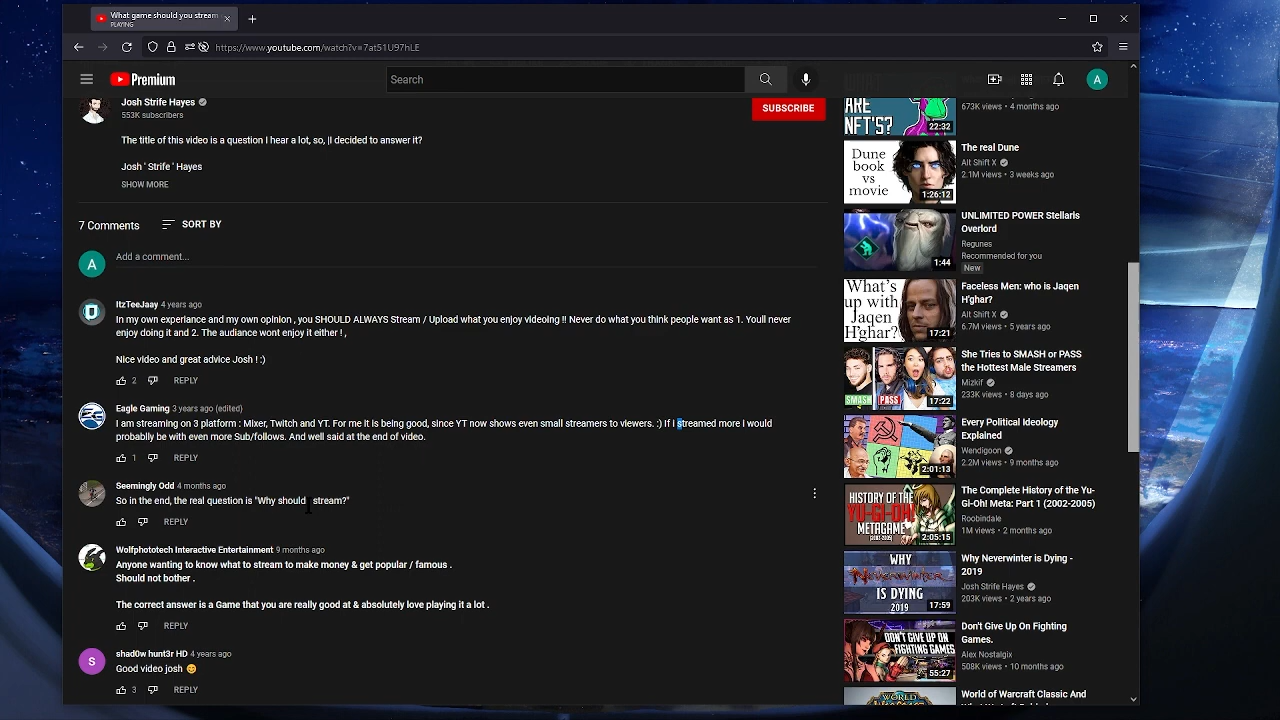 What game should you stream
PLAYING
https://www.youtube.com/watch?v=7at51U97hLE
Premium
Search
A
Josh Strife Hayes
553K subscribers
SUBSCRIBE
The title of this video is a question I hear a lot, so, I decided to answer it?
Josh ' Strife ' Hayes
SHOW MORE
7 Comments
SORT BY
A
Add a comment...
ItzTeeJaay 4 years ago
In my own experiance and my own opinion , you SHOULD ALWAYS Stream / Upload what you enjoy videoing !! Never do what you think people want as 1. Youll never
enjoy doing it and 2. The audiance wont enjoy it either ! ,
Nice video and great advice Josh ! :)
2 REPLY
Eagle Gaming 3 years ago (edited)
I am streaming on 3 platform : Mixer, Twitch and YT. For me it is being good, since YT now shows even small streamers to viewers. :) If I streamed more I would
probablly be with even more Sub/follows. And well said at the end of video.
1 REPLY
Seemingly Odd 4 months ago
So in the end, the real question is "Why should stream?"
REPLY
Wolfphototech Interactive Entertainment 9 months ago
Anyone wanting to know what to stream to make money & get popular / famous .
Should not bother .
The correct answer is a Game that you are really good at & absolutely love playing it a lot .
REPLY
S
shad0w hunt3r HD 4 years ago
Good video josh 😊
3 REPLY
ARE
NFT'S?
22:32
673K views • 4 months ago
Dune
book
vs
movie
1:26:12
The real Dune
Alt Shift X
2.1M views • 3 weeks ago
1:44
UNLIMITED POWER Stellaris
Overlord
Regunes
Recommended for you
New
What's
up with
Jaqen
H'ghar?
17:21
Faceless Men: who is Jaqen
H'ghar?
Alt Shift X
6.7M views • 5 years ago
SMASH
PASS
17:22
She Tries to SMASH or PASS
the Hottest Male Streamers
Mizkif
233K views • 8 days ago
2:01:13
Every Political Ideology
Explained
Wendigoon
2.2M views • 9 months ago
HISTORY OF THE
YU-GI-OH!
METAGAME
2:05:15
The Complete History of the Yu-
Gi-Oh! Meta: Part 1 (2002-2005)
Roobindale
1M views • 2 months ago
WHY
NEVERWINTER
IS DYING
2019
17:59
Why Neverwinter is Dying -
2019
Josh Strife Hayes
203K views • 2 years ago
DON'T GIVE UP ON
FIGHTING GAMES
55:27
Don't Give Up On Fighting
Games.
Alex Nostalgix
508K views • 10 months ago
World of Warcraft Classic And